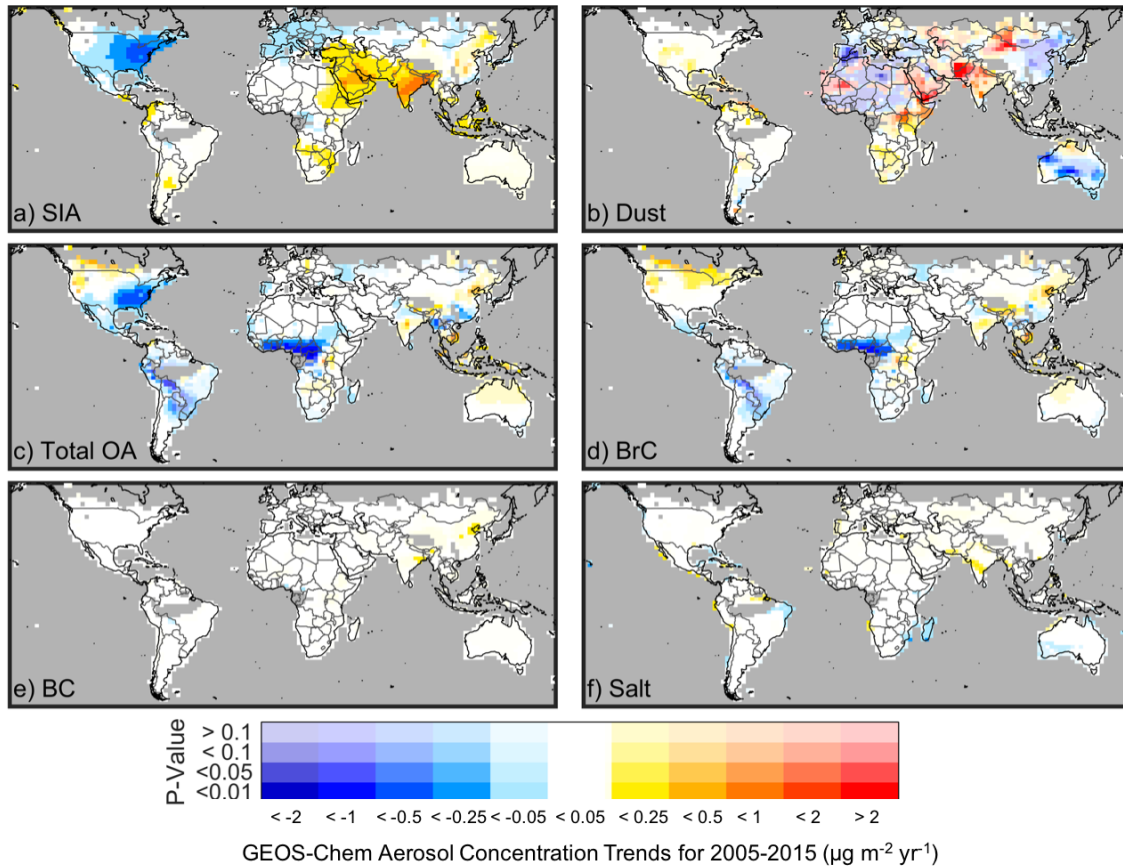 a) SIA
b) Dust
c) Total OA
d) BrC
e) BC
f) Salt
P-Value
> 0.1
< 0.1
<0.05
<0.01
< -2 < -1 < -0.5 < -0.25 < -0.05 < 0.05 < 0.25 < 0.5 < 1 < 2 > 2
GEOS-Chem Aerosol Concentration Trends for 2005-2015 (µg m⁻² yr⁻¹)